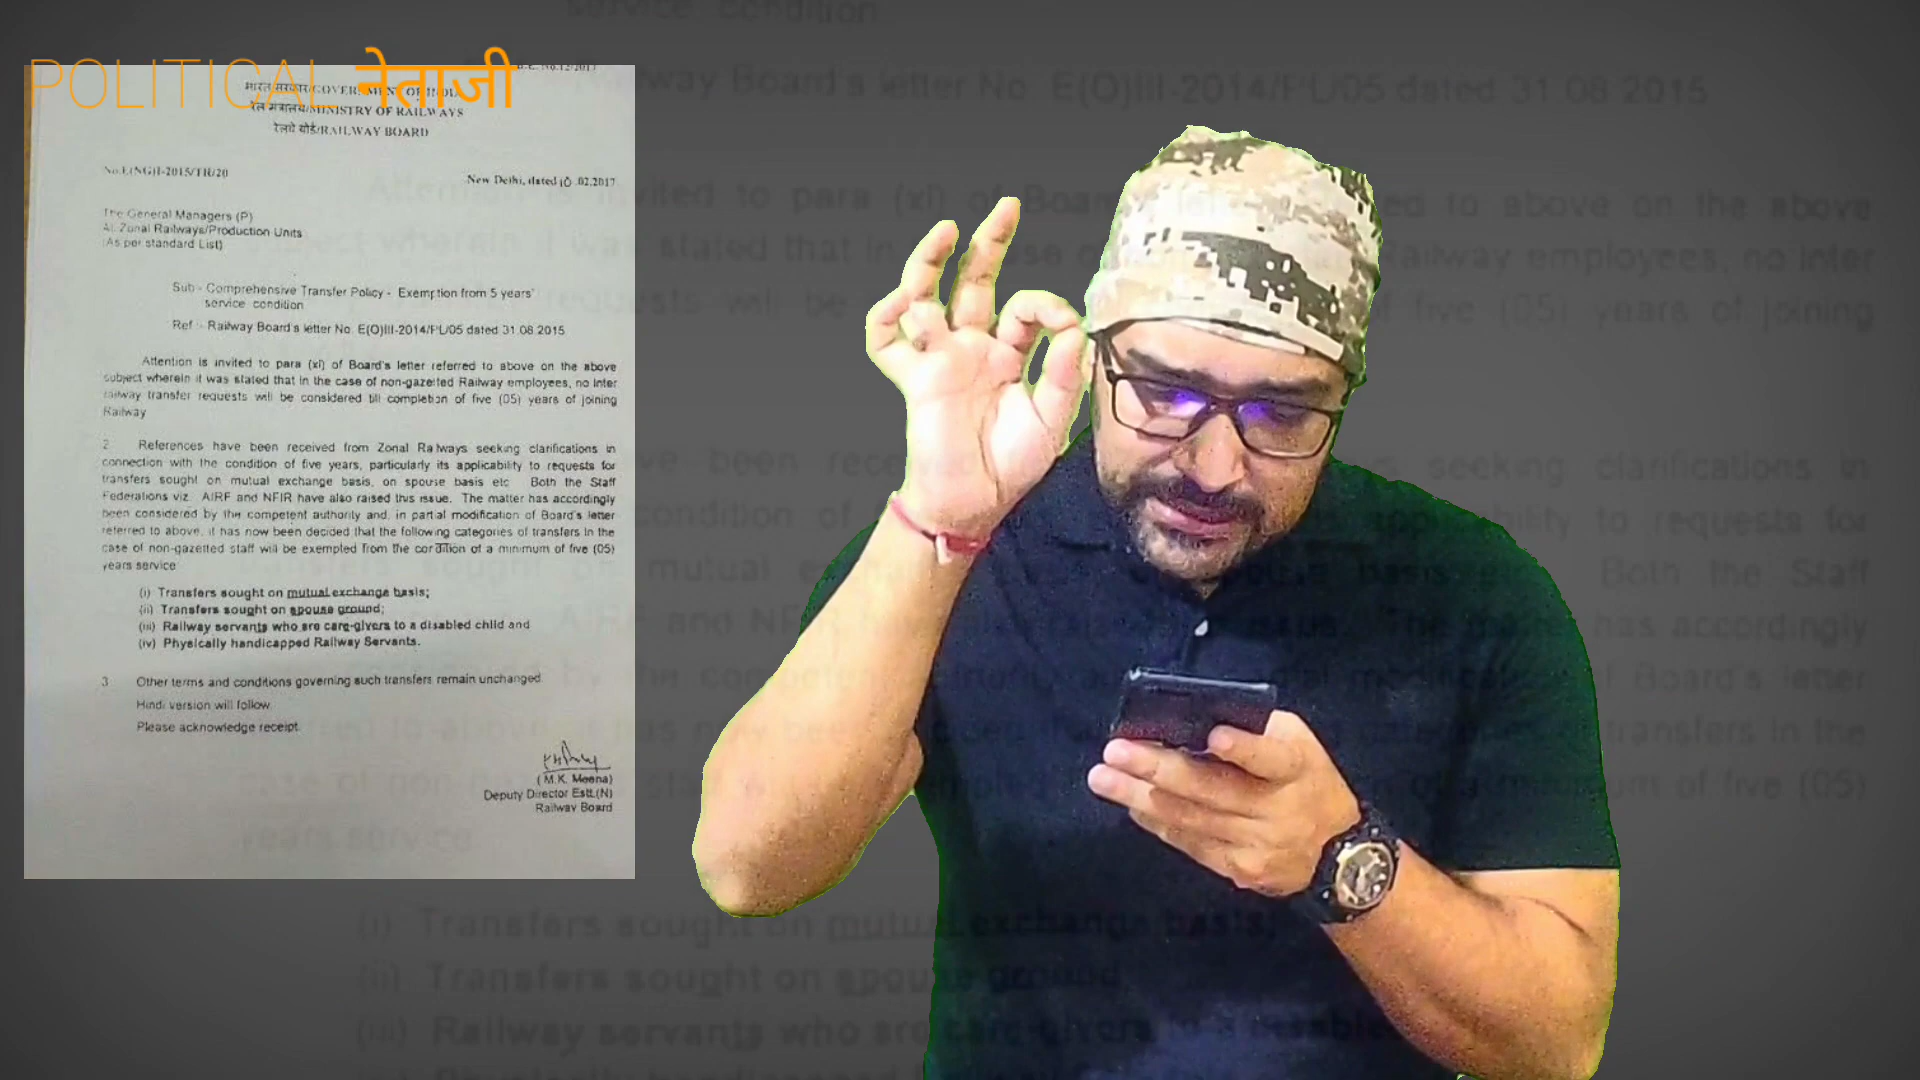 POLITICAL नेताजी
R.B.E. No.12/2017
भारत सरकार/GOVERNMENT OF INDIA
रेल मंत्रालय/MINISTRY OF RAILWAYS
रेलवे बोर्ड/RAILWAY BOARD
No.E(NG)I-2015/TR/20
New Delhi, dated 10 .02.2017
The General Managers (P)
All Zonal Railways/Production Units
(As per standard List)
Sub - Comprehensive Transfer Policy - Exemption from 5 years'
service condition
Ref :- Railway Board's letter No. E(O)III-2014/PL/05 dated 31.08.2015
Attention is invited to para (xi) of Board's letter referred to above on the above
subject wherein it was stated that in the case of non-gazetted Railway employees, no inter
railway transfer requests will be considered till completion of five (05) years of joining
Railway
2 References have been received from Zonal Railways seeking clarifications in
connection with the condition of five years, particularly its applicability to requests for
transfers sought on mutual exchange basis, on spouse basis etc Both the Staff
Federations viz. AIRF and NFIR have also raised this issue. The matter has accordingly
been considered by the competent authority and, in partial modification of Board's letter
referred to above, it has now been decided that the following categories of transfers in the
case of non-gazetted staff will be exempted from the condition of a minimum of five (05)
years service
(i) Transfers sought on mutual exchange basis;
(ii) Transfers sought on spouse ground;
(iii) Railway servants who are care-givers to a disabled child and
(iv) Physically handicapped Railway Servants.
3 Other terms and conditions governing such transfers remain unchanged
Hindi version will follow
Please acknowledge receipt
(M.K. Meena)
Deputy Director Estt.(N)
Railway Board